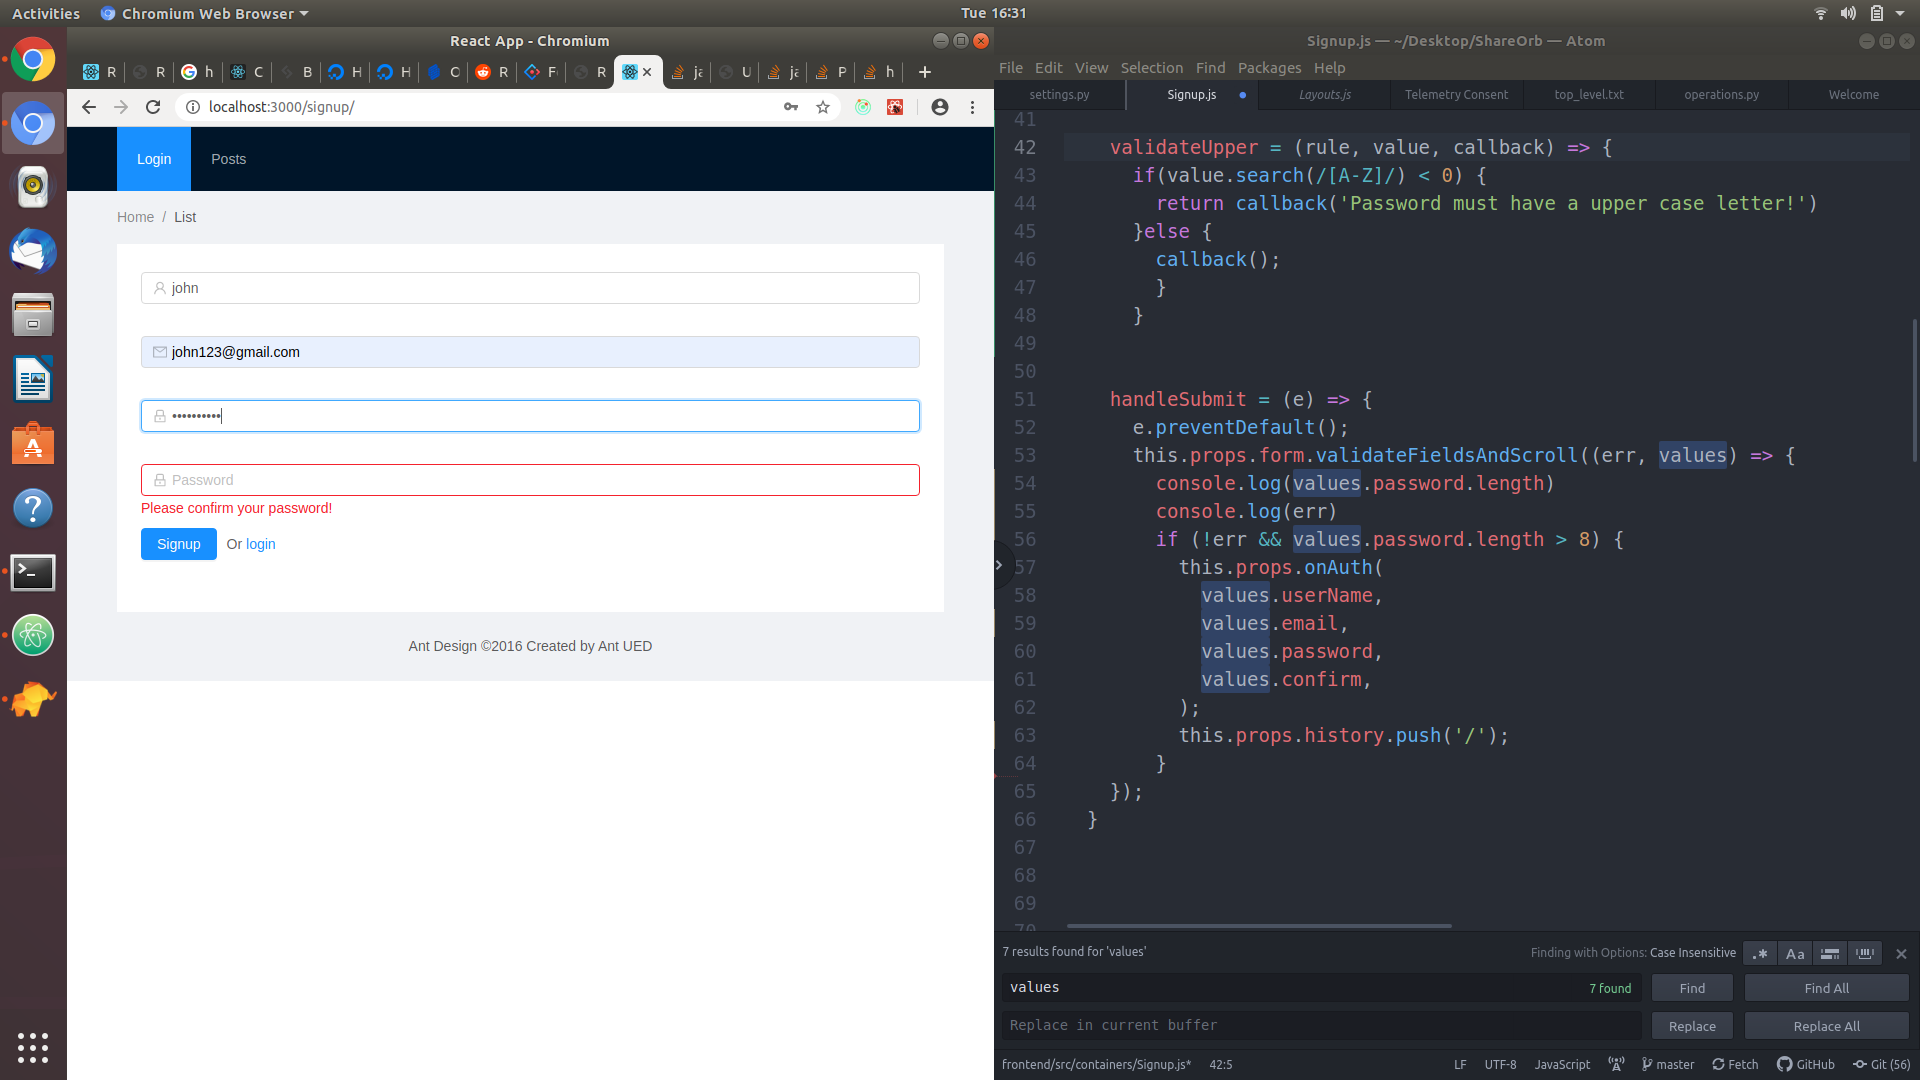 Activities
Chromium Web Browser
Tue 16:31
React App - Chromium
R
R
h
C
B
H
H
O
R
F
R
ja
U
ja
P
h
localhost:3000/signup/
Login
Posts
Home / List
john
john123@gmail.com
••••••••••
Password
Please confirm your password!
Signup
Or login
Ant Design ©2016 Created by Ant UED
Signup.js — ~/Desktop/ShareOrb — Atom
File Edit View Selection Find Packages Help
settings.py
Signup.js
Layouts.js
Telemetry Consent
top_level.txt
operations.py
Welcome
41
42 validateUpper = (rule, value, callback) => {
43 if(value.search(/[A-Z]/) < 0) {
44 return callback('Password must have a upper case letter!')
45 }else {
46 callback();
47 }
48 }
49
50
51 handleSubmit = (e) => {
52 e.preventDefault();
53 this.props.form.validateFieldsAndScroll((err, values) => {
54 console.log(values.password.length)
55 console.log(err)
56 if (!err && values.password.length > 8) {
57 this.props.onAuth(
58 values.userName,
59 values.email,
60 values.password,
61 values.confirm,
62 );
63 this.props.history.push('/');
64 }
65 });
66 }
67
68
69
70
7 results found for 'values'
Finding with Options: Case Insensitive
.*
Aa
values
7 found
Find
Find All
Replace in current buffer
Replace
Replace All
frontend/src/containers/Signup.js*
42:5
LF
UTF-8
JavaScript
master
Fetch
GitHub
Git (56)